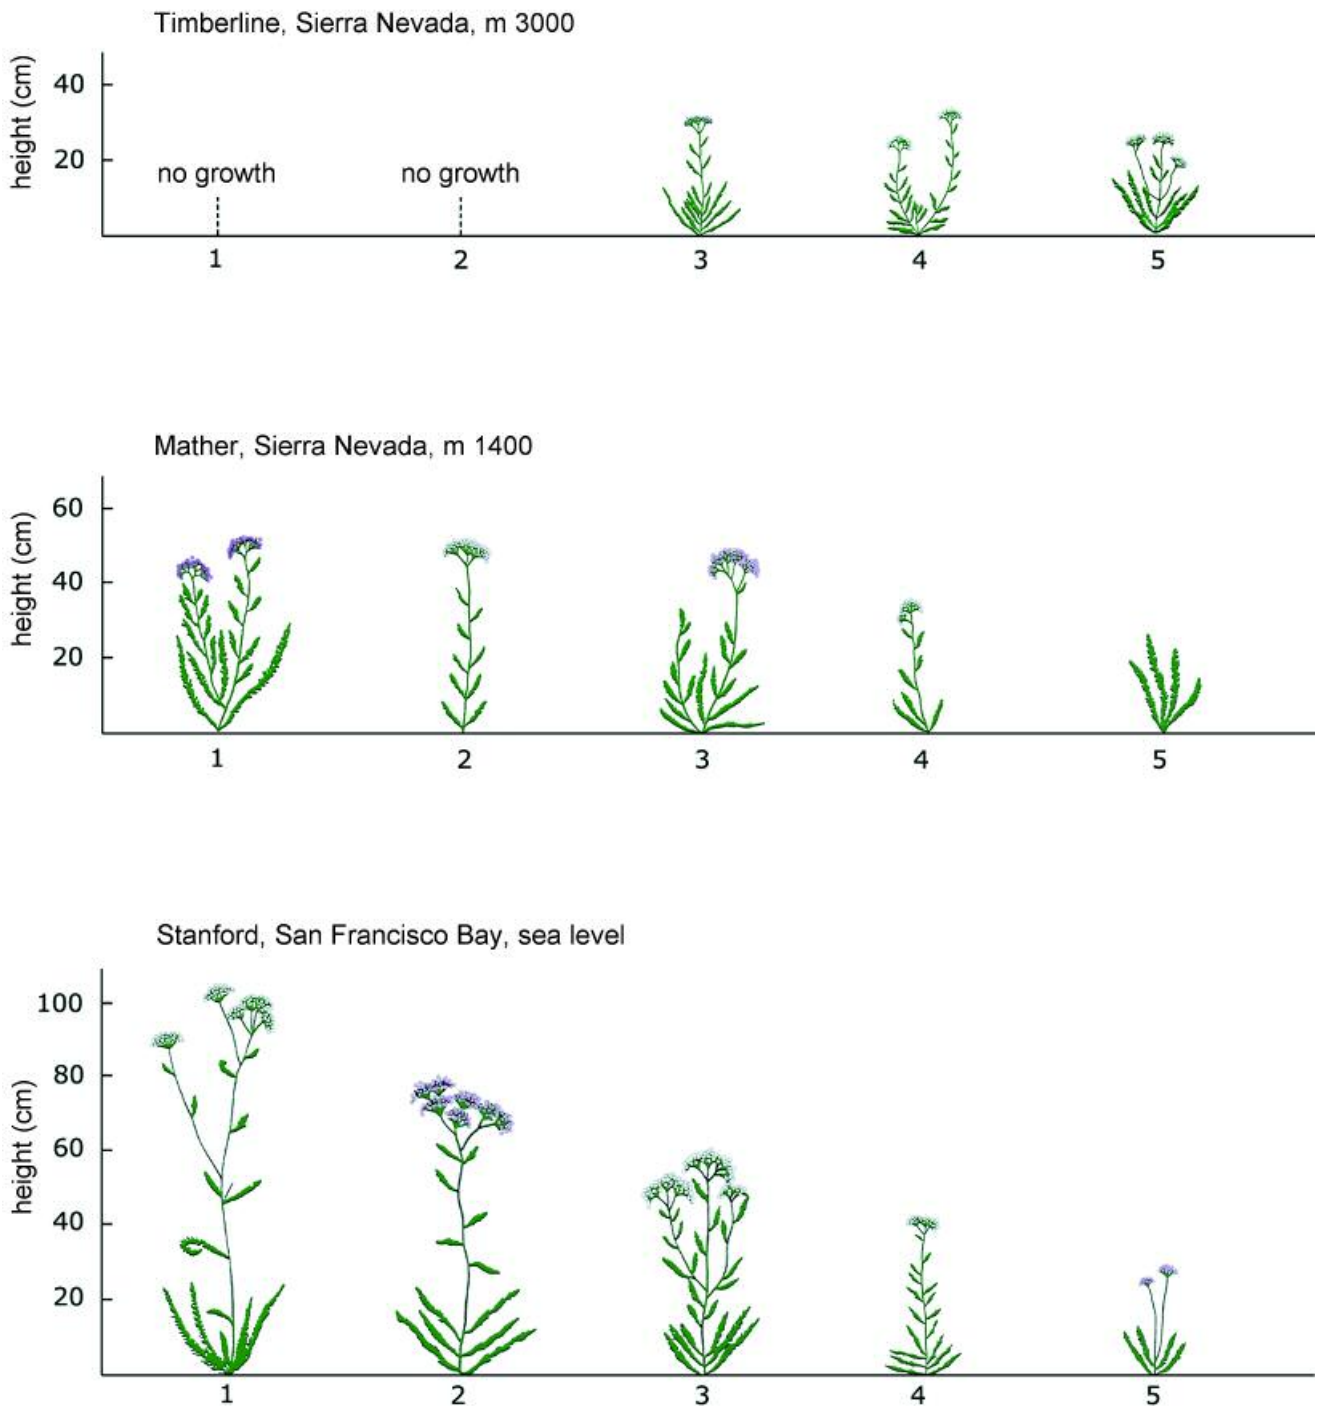 Timberline, Sierra Nevada, m 3000
height (cm)
40
20
no growth no growth
1 2 3 4 5
Mather, Sierra Nevada, m 1400
height (cm)
60
40
20
1 2 3 4 5
Stanford, San Francisco Bay, sea level
height (cm)
100
80
60
40
20
1 2 3 4 5